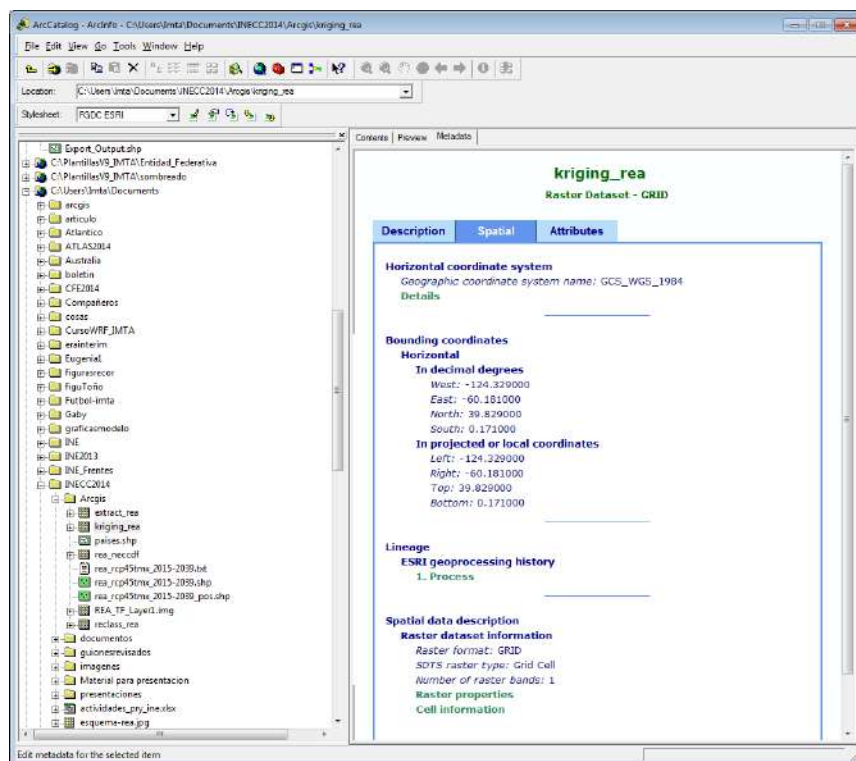 ArcCatalog - ArcInfo - C:\Users\Imta\Documents\INECC2014\Arcgis\kriging_rea
File Edit View Go Tools Window Help
Location: C:\Users\Imta\Documents\INECC2014\Arcgis\kriging_rea
Stylesheet: FGDC ESRI
Export_Output.shp
C:\PlantillasV9_IMTA\Entidad_Federativa
C:\PlantillasV9_IMTA\sombreado
C:\Users\Imta\Documents
arcgis
articulo
Atlantico
ATLAS2014
Australia
boletin
CFE2014
Compañeros
cosas
CursoWRF_IMTA
erainterim
Eugenia1
figurasrecor
figuToño
Futbol-imta
Gaby
graficasmodelo
INE
INE2013
INE_Frentes
INECC2014
Arcgis
extract_rea
kriging_rea
paises.shp
rea_neccdf
rea_rcp45tmx_2015-2039.txt
rea_rcp45tmx_2015-2039.shp
rea_rcp45tmx_2015-2039_pos.shp
REA_TF_Layer1.img
reclass_rea
documentos
guionesrevisados
imagenes
Material para presentacion
presentaciones
actividades_pry_ine.xlsx
esquema-rea.jpg
Contents Preview Metadata
kriging_rea
Raster Dataset - GRID
Description Spatial Attributes
Horizontal coordinate system
Geographic coordinate system name: GCS_WGS_1984
Details
Bounding coordinates
Horizontal
In decimal degrees
West: -124.329000
East: -60.181000
North: 39.829000
South: 0.171000
In projected or local coordinates
Left: -124.329000
Right: -60.181000
Top: 39.829000
Bottom: 0.171000
Lineage
ESRI geoprocessing history
1. Process
Spatial data description
Raster dataset information
Raster format: GRID
SDTS raster type: Grid Cell
Number of raster bands: 1
Raster properties
Cell information
Edit metadata for the selected item